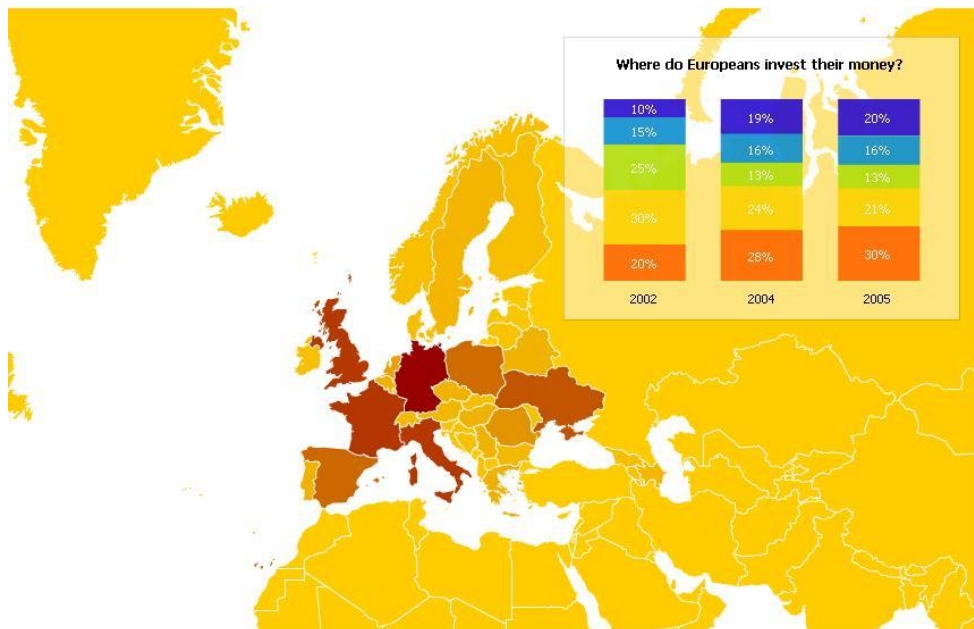 Where do Europeans invest their money?
10% 19% 20%
15% 16% 16%
25% 13% 13%
30% 24% 21%
20% 28% 30%
2002 2004 2005